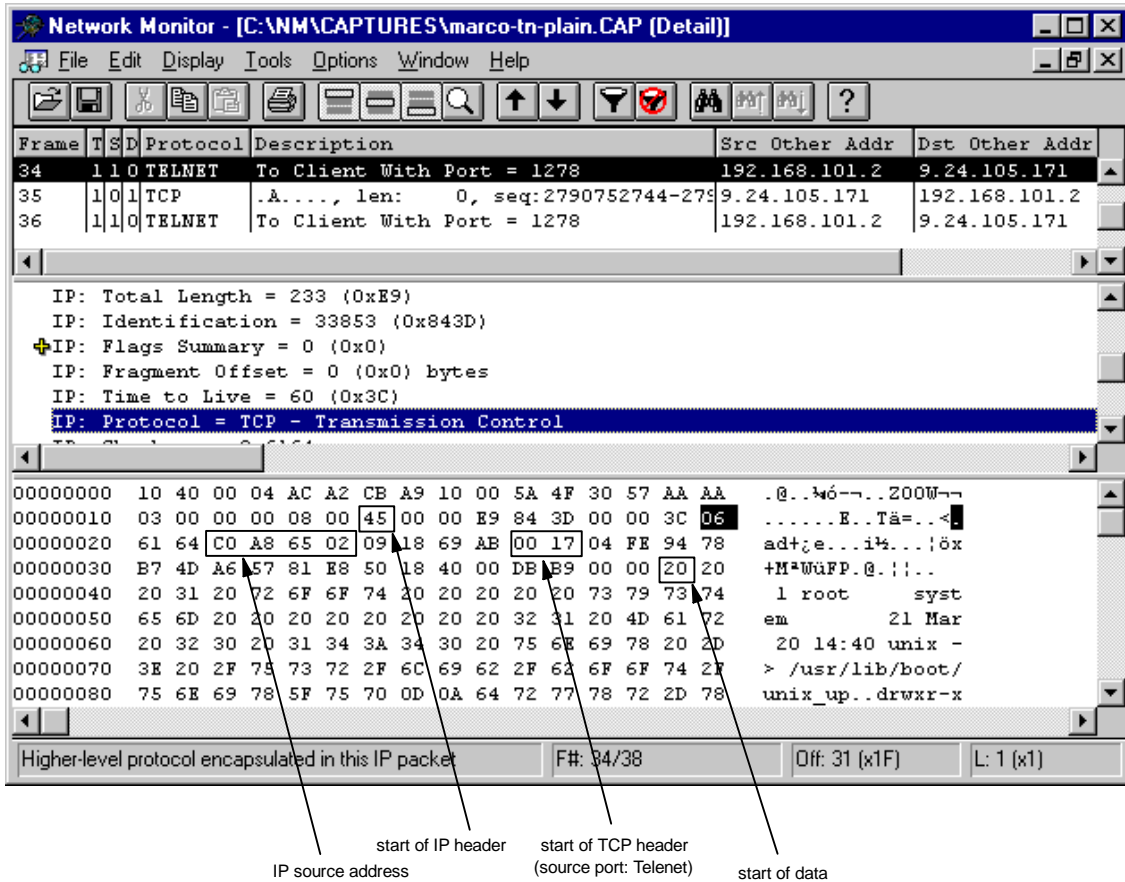 Network Monitor - [C:\NM\CAPTURES\marco-tn-plain.CAP (Detail)]
File Edit Display Tools Options Window Help
Frame T S D Protocol Description Src Other Addr Dst Other Addr
34 1 1 0 TELNET To Client With Port = 1278 192.168.101.2 9.24.105.171
35 1 0 1 TCP .A...., len: 0, seq:2790752744-279 9.24.105.171 192.168.101.2
36 1 1 0 TELNET To Client With Port = 1278 192.168.101.2 9.24.105.171
IP: Total Length = 233 (0xE9)
IP: Identification = 33853 (0x843D)
IP: Flags Summary = 0 (0x0)
IP: Fragment Offset = 0 (0x0) bytes
IP: Time to Live = 60 (0x3C)
IP: Protocol = TCP - Transmission Control
00000000 10 40 00 04 AC A2 CB A9 10 00 5A 4F 30 57 AA AA .@..¼ó¬¬..ZO0W¬¬
00000010 03 00 00 00 08 00 45 00 00 E9 84 3D 00 00 3C 06 ......E..Tä=..<.
00000020 61 64 C0 A8 65 02 09 18 69 AB 00 17 04 FE 94 78 ad+¿e...i½...¦öx
00000030 B7 4D A6 57 81 E8 50 18 40 00 DB B9 00 00 20 20 +MªWüFP.@.¦¦..
00000040 20 31 20 72 6F 6F 74 20 20 20 20 20 73 79 73 74 1 root syst
00000050 65 6D 20 20 20 20 20 20 20 20 32 31 20 4D 61 72 em 21 Mar
00000060 20 32 30 20 31 34 3A 34 30 20 75 6E 69 78 20 2D 20 14:40 unix -
00000070 3E 20 2F 75 73 72 2F 6C 69 62 2F 62 6F 6F 74 2F > /usr/lib/boot/
00000080 75 6E 69 78 5F 75 70 0D 0A 64 72 77 78 72 2D 78 unix_up..drwxr-x
Higher-level protocol encapsulated in this IP packet F#: 34/38 Off: 31 (x1F) L: 1 (x1)
start of IP header
start of TCP header
(source port: Telenet)
IP source address
start of data